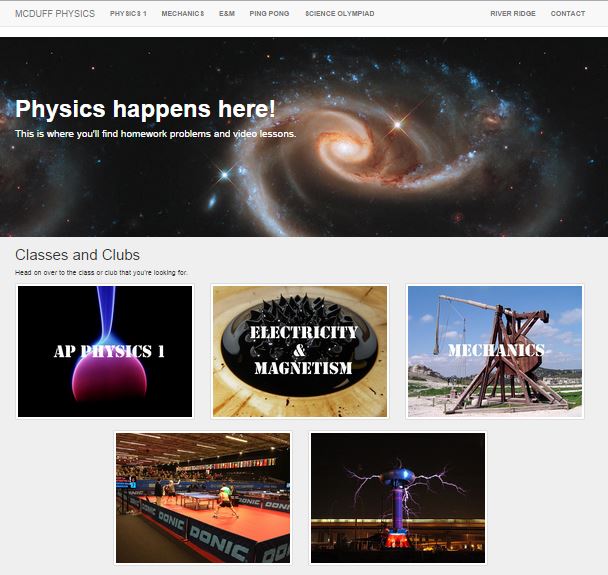 MCDUFF PHYSICS PHYSICS 1 MECHANICS E&M PING PONG SCIENCE OLYMPIAD RIVER RIDGE CONTACT
Physics happens here!
This is where you'll find homework problems and video lessons.
Classes and Clubs
Head on over to the class or club that you're looking for.
AP PHYSICS 1
ELECTRICITY
&
MAGNETISM
MECHANICS
DONIC
DONIC
DONIC